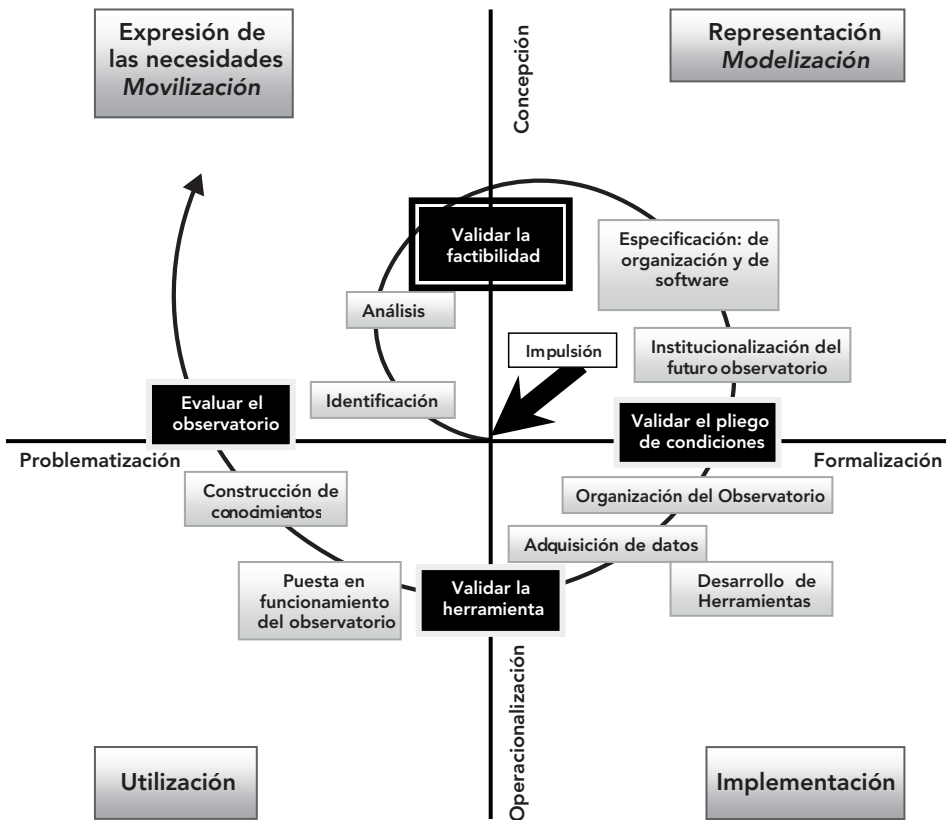 Expresión de
las necesidades
Movilización
Representación
Modelización
Concepción
Validar la
factibilidad
Especificación: de
organización y de
software
Análisis
Impulsión
Institucionalización del
futuro observatorio
Identificación
Evaluar el
observatorio
Validar el pliego
de condiciones
Problematización
Formalización
Construcción de
conocimientos
Organización del Observatorio
Adquisición de datos
Puesta en
funcionamiento
del observatorio
Validar la
herramienta
Desarrollo de
Herramientas
Operacionalización
Utilización
Implementación